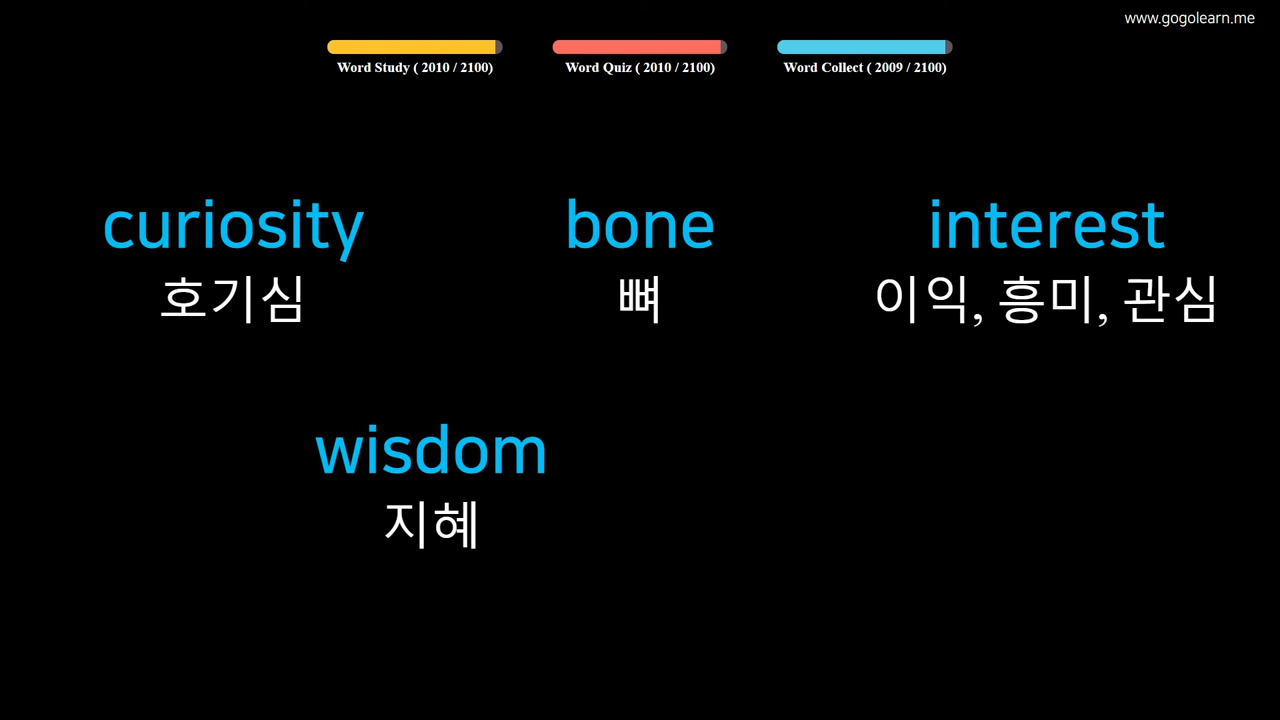 www.gogolearn.me
Word Study ( 2010 / 2100)
Word Quiz ( 2010 / 2100)
Word Collect ( 2009 / 2100)
curiosity
호기심
bone
뼈
interest
이익, 흥미, 관심
wisdom
지혜